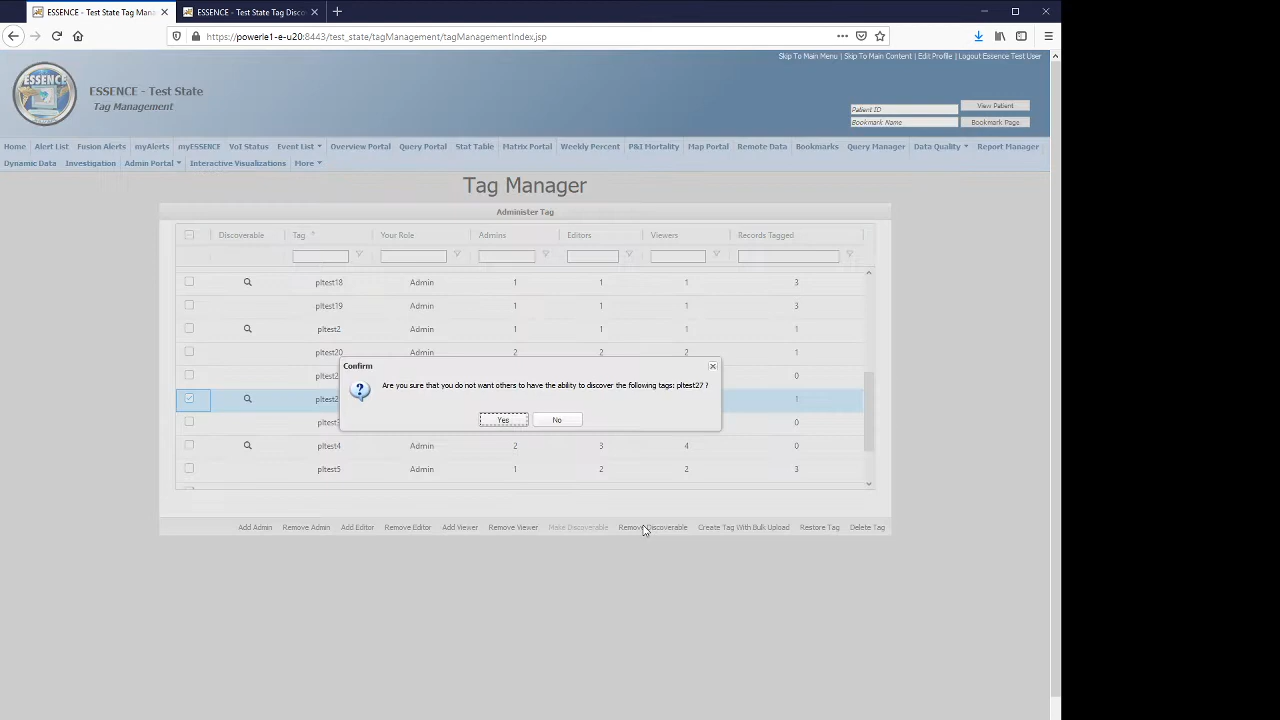 ESSENCE - Test State Tag Mana
ESSENCE - Test State Tag Disco
https://powerle1-e-u20:8443/test_state/tagManagement/tagManagementIndex.jsp
Skip To Main Menu | Skip To Main Content | Edit Profile | Logout Essence Test User
ESSENCE
ESSENCE - Test State
Tag Management
Patient ID
View Patient
Bookmark Name
Bookmark Page
Home Alert List Fusion Alerts myAlerts myESSENCE VoI Status Event List Overview Portal Query Portal Stat Table Matrix Portal Weekly Percent P&I Mortality Map Portal Remote Data Bookmarks Query Manager Data Quality Report Manager
Dynamic Data Investigation Admin Portal Interactive Visualizations More
Tag Manager
Administer Tag
Discoverable Tag Your Role Admins Editors Viewers Records Tagged
pltest18 Admin 1 1 1 3
pltest19 Admin 1 1 1 3
pltest2 Admin 1 1 1 1
pltest20 Admin 2 2 2 1
pltest2 0
pltest2 1
pltest 0
pltest4 Admin 2 3 4 0
pltest5 Admin 1 2 2 3
Confirm
Are you sure that you do not want others to have the ability to discover the following tags: pltest27 ?
Yes No
Add Admin Remove Admin Add Editor Remove Editor Add Viewer Remove Viewer Make Discoverable Remove Discoverable Create Tag With Bulk Upload Restore Tag Delete Tag